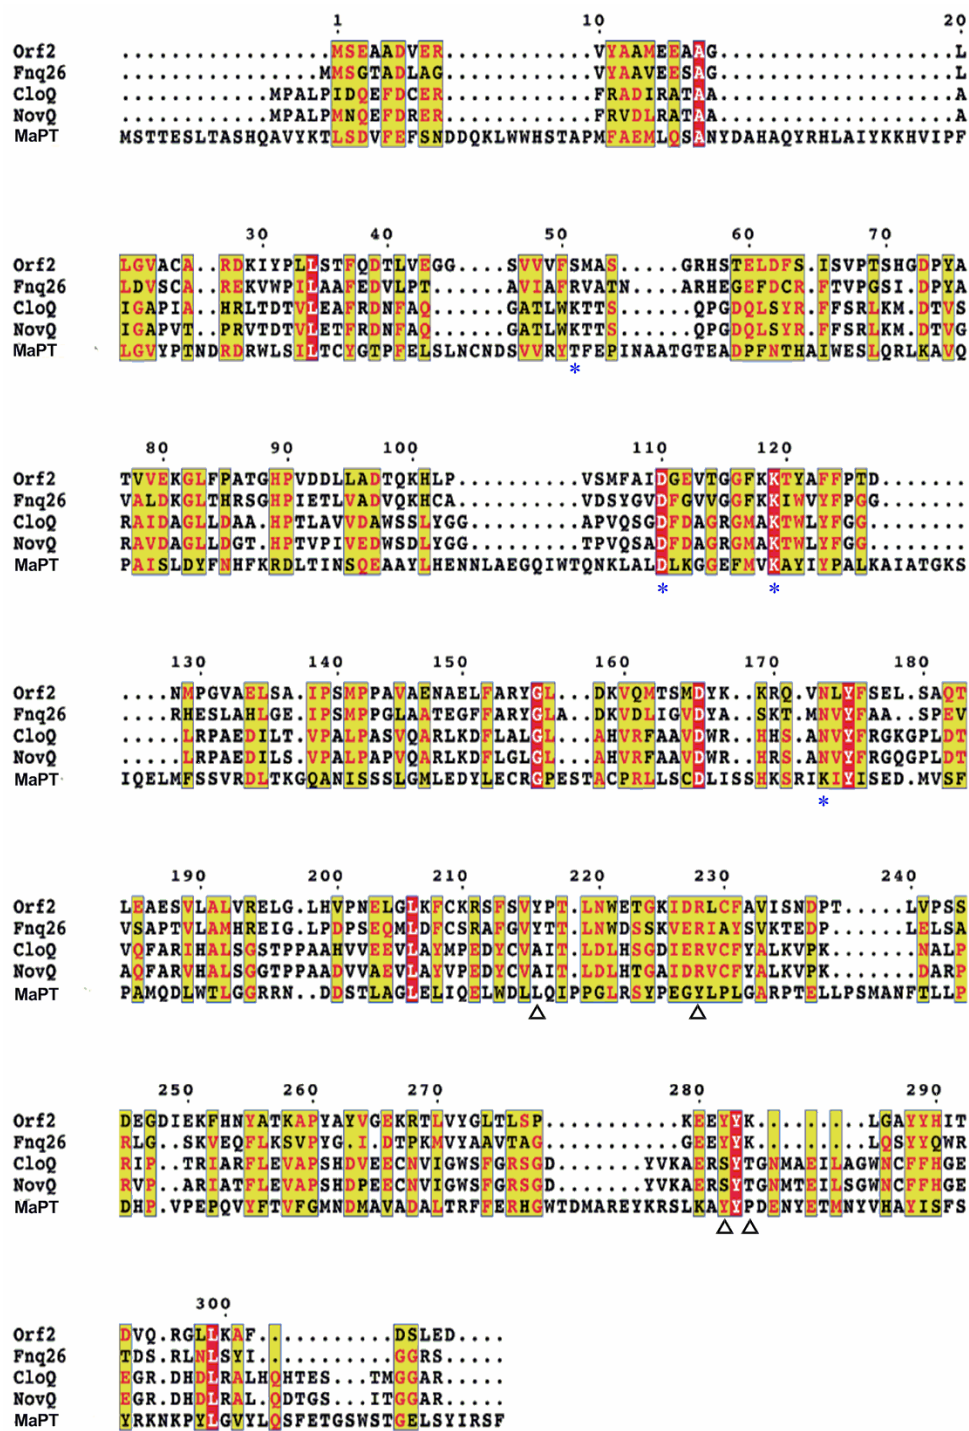 1 10 20
Orf2 .................MSEAADVER............VYAAMEEAAG...................L
Fnq26 ................MMSGTADLAG............VYAAVEESAG...................L
CloQ ............MPALPIDQEFDCER............FRADIRATAA...................A
NovQ ............MPALPMNQEFDRER............FRVDLRATAA...................A
MaPT MSTTESLTASHQAVYKTLSDVFEFSNDDQKLWWHSTAPMFAEMLQSANYDAHAQYRHLAIYKKHVIPF
30 40 50 60 70
Orf2 LGVACA..RDKIYPLLSTFQDTLVEGG....SVVVFSMAS.....GRHSTELDFS.ISVPTSHGDPYA
Fnq26 LDVSCA..REKVWPILAAFEDVLPT......AVIAFRVATN....ARHEGEFDCR.FTVPGSI.DPYA
CloQ IGAPIA..HRLTDTVLEAFRDNFAQ......GATLWKTTS......QPGDQLSYR.FFSRLKM.DTVS
NovQ IGAPVT..PRVTDTVLETFRDNFAQ......GATLWKTTS......QPGDQLSYR.FFSRLKM.DTVG
MaPT LGVYPTNDRDRWLSILTCYGTPFELSLNCNDSVVRYTFEPINAATGTEADPFNTHAIWESLQRLKAVQ
*
80 90 100 110 120
Orf2 TVVEKGLFPATGHPVDDLLADTQKHLP..........VSMFAIDGEVTGGFKKTYAFFPTD.......
Fnq26 VALDKGLTHRSGHPIETLVADVQKHCA..........VDSYGVDFGVVGGFKKIWVYFPGG.......
CloQ RAIDAGLLDAA.HPTLAVVDAWSSLYGG.........APVQSGDFDAGRGMAKTWLYFGG........
NovQ RAVDAGLLDGT.HPTVPIVEDWSDLYGG.........TPVQSADFDAGRGMAKTWLYFGG........
MaPT PAISLDYFNHFKRDLTINSQEAAYLHENNLAEGQIWTQNKLALDLKGGEFMVKAYIYPALKAIATGKS
* *
130 140 150 160 170 180
Orf2 ....NMPGVAELSA.IPSMPPAVAENAELFARYGL...DKVQMTSMDYK..KRQ.VNLYFSEL.SAQT
Fnq26 ....RHESLAHLGE.IPSMPPGLAATEGFFARYGLA..DKVDLIGVDYA..SKT.MNVYFAA..SPEV
CloQ .....LRPAEDILT.VPALPASVQARLKDFLALGL...AHVRFAAVDWR..HHS.ANVYFRGKGPLDT
NovQ .....LRPAEDILS.VPALPAPVQARLKDFLGLGL...AHVRFAAVDWR..HRS.ANVYFRGQGPLDT
MaPT IQELMFSSVRDLTKGQANISSSLGMLEDYLECRGPESTACPRLLSCDLISSHKSRIKIYISED.MVSF
*
190 200 210 220 230 240
Orf2 LEAESVLALVRELG.LHVPNELGLKFCKRSFSVYPT.LNWETGKIDRLCFAVISNDPT.....LVPSS
Fnq26 VSAPTVLAMHREIG.LPDPSEQMLDFCSRAFGVYTT.LNWDSSKVERIAYSVKTEDP......LELSA
CloQ VQFARIHALSGSTPPAAHVVEEVLAYMPEDYCVAIT.LDLHSGDIERVCFYALKVPK.......NALP
NovQ AQFARVHALSGGTPPAADVVAEVLAYVPEDYCVAIT.LDLHTGAIDRVCFYALKVPK.......DARP
MaPT PAMQDLWTLGGRRN..DDSTLAGLELIQELWDLLQIPPGLRSYPEGYLPLGARPTELLPSMANFTLLP
△ △
250 260 270 280 290
Orf2 DEGDIEKFHNYATKAPYAYVGEKRTLVYGLTLSP...........KEEYYK.........LGAYYHIT
Fnq26 RLG..SKVEQFLKSVPYG.I.DTPKMVYAAVTAG...........GEEYYK.........LQSYYQWR
CloQ RIP..TRIARFLEVAPSHDVEECNVIGWSFGRSGD.......YVKAERSYTGNMAEILAGWNCFFHGE
NovQ RVP..ARIATFLEVAPSHDPEECNVIGWSFGRSGD.......YVKAERSYTGNMTEILSGWNCFFHGE
MaPT DHP.VPEPQVYFTVFGMNDMAVADALTRFFERHGWTDMAREYKRSLKAYYPDENYETMNYVHAYISFS
△ △
300
Orf2 DVQ.RGLLKAF...........DSLED....
Fnq26 TDS.RLNLSYI...........GGRS.....
CloQ EGR.DHDLRALHQHTES...TMGGAR.....
NovQ EGR.DHDLRAL.QDTGS...ITGGAR.....
MaPT YRKNKPYLGVYLQSFETGSWSTGELSYIRSF